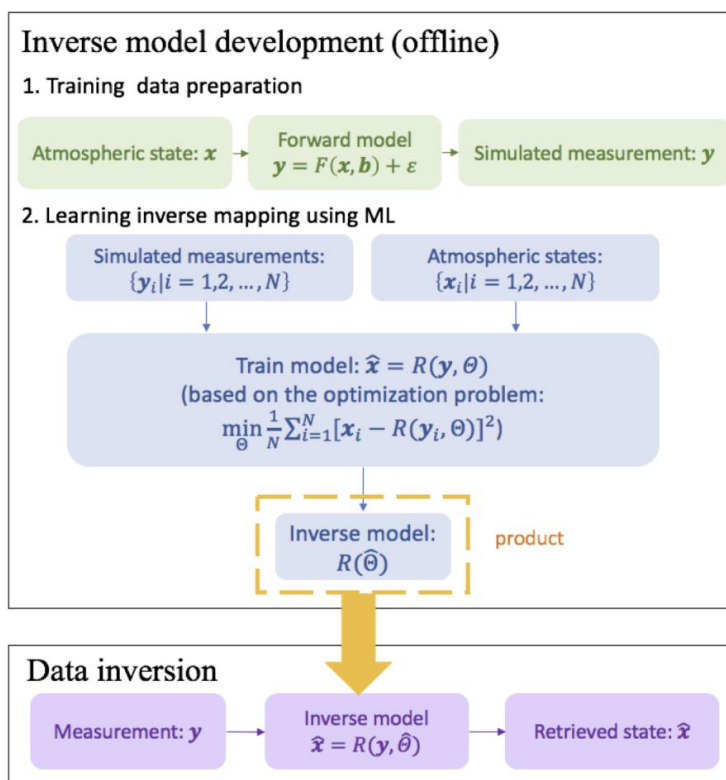 Inverse model development (offline)
1. Training data preparation
Atmospheric state: x
Forward model
y = F(x, b) + ε
Simulated measurement: y
2. Learning inverse mapping using ML
Simulated measurements:
{yᵢ|i = 1,2, …, N}
Atmospheric states:
{xᵢ|i = 1,2, …, N}
Train model: x̂ = R(y, Θ)
(based on the optimization problem:
min_Θ 1/N ∑ᵢ₌₁ᴺ[xᵢ − R(yᵢ, Θ)]²)
Inverse model:
R(Θ̂)
product
Data inversion
Measurement: y
Inverse model
x̂ = R(y, Θ̂)
Retrieved state: x̂